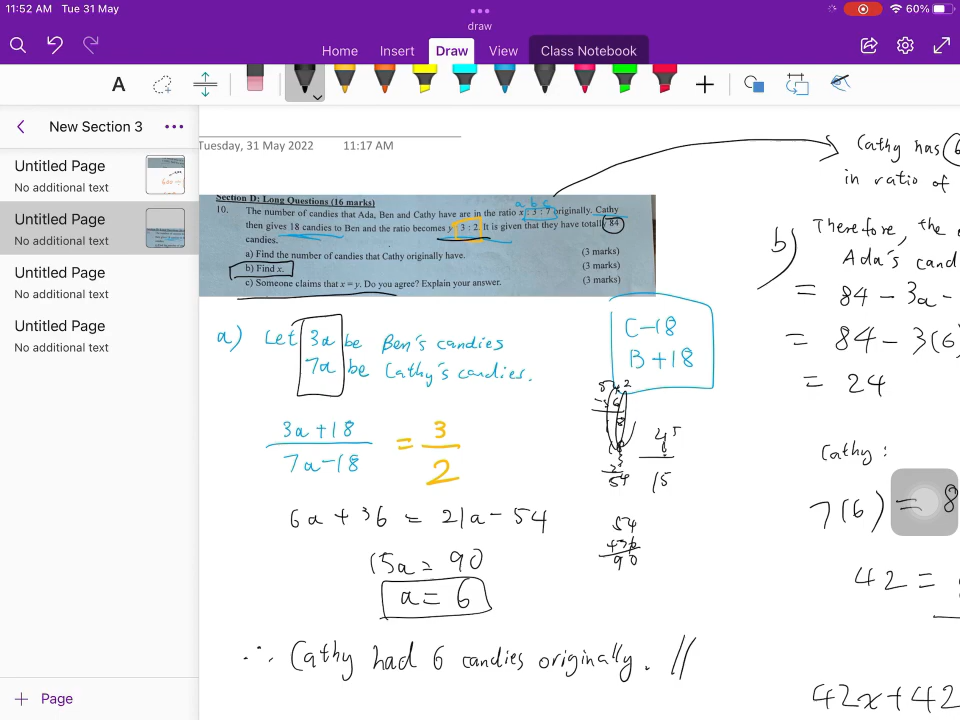 11:52 AM Tue 31 May
60%
draw
Home Insert Draw View Class Notebook
A
New Section 3
Untitled Page
No additional text
Untitled Page
No additional text
Untitled Page
No additional text
Untitled Page
No additional text
+ Page
Tuesday, 31 May 2022 11:17 AM
Section D: Long Questions (16 marks)
a b c
10. The number of candies that Ada, Ben and Cathy have are in the ratio x : 3 : 7 originally. Cathy
then gives 18 candies to Ben and the ratio becomes y : 3 : 2. It is given that they have totally 84
candies.
a) Find the number of candies that Cathy originally have. (3 marks)
b) Find x. (3 marks)
c) Someone claims that x = y. Do you agree? Explain your answer. (3 marks)
a) Let 3a be Ben's candies
7a be Cathy's candies.
C-18
B+18
3a+18
7a-18
= 3
2
6a + 36 = 21a - 54
15a = 90
a = 6
∴ Cathy had 6 candies originally. //
15
54
+36
90
Cathy has 6
in ratio of
b) Therefore, the
Ada's cand
= 84 - 3a -
= 84 - 3(6)
= 24
Cathy:
7(6) = 8
42 =
42x+42